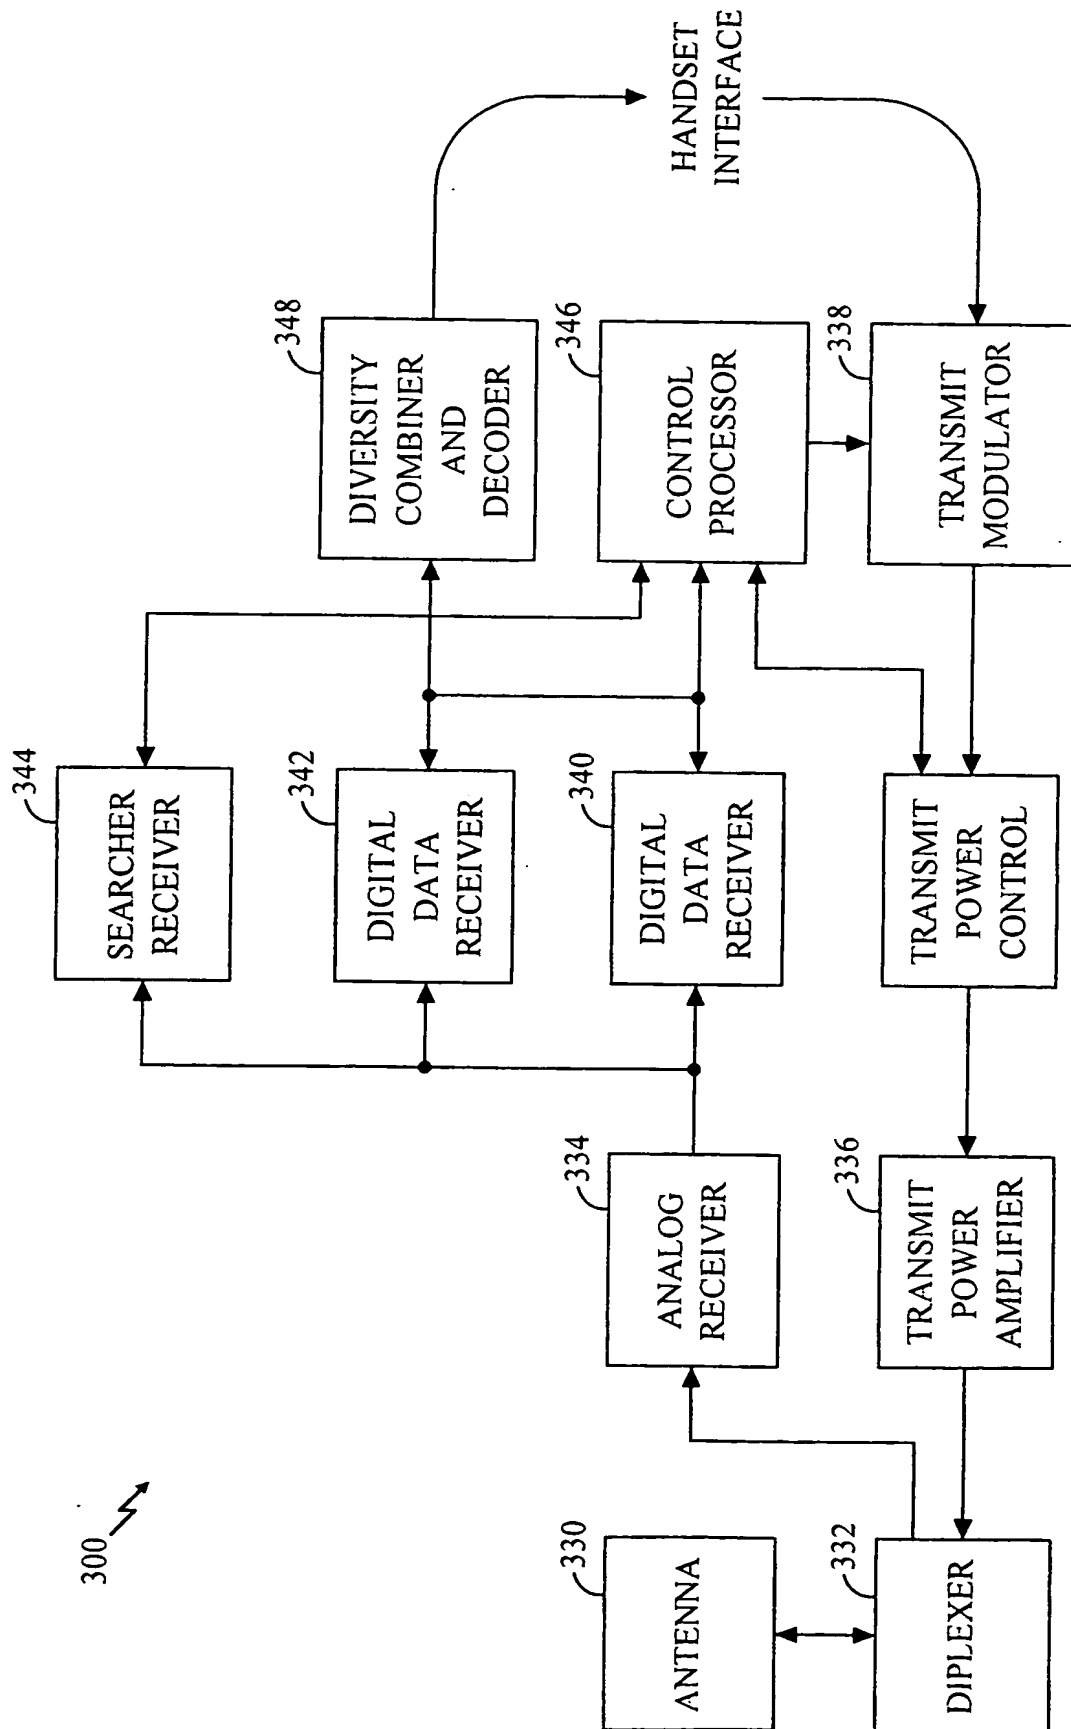 300
ANTENNA
330
DIPLEXER
332
ANALOG
RECEIVER
334
TRANSMIT
POWER
AMPLIFIER
336
SEARCHER
RECEIVER
344
DIGITAL
DATA
RECEIVER
342
DIGITAL
DATA
RECEIVER
340
TRANSMIT
POWER
CONTROL
DIVERSITY
COMBINER
AND
DECODER
348
CONTROL
PROCESSOR
346
TRANSMIT
MODULATOR
338
HANDSET
INTERFACE